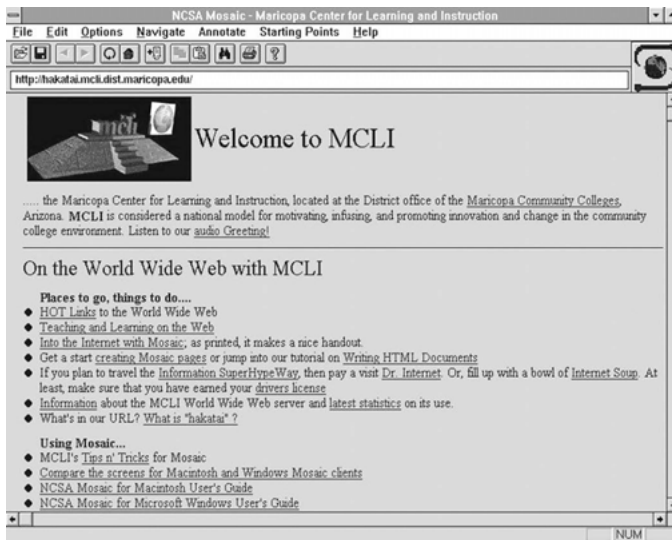 NCSA Mosaic - Maricopa Center for Learning and Instruction
File Edit Options Navigate Annotate Starting Points Help
http://hakatai.mcli.dist.maricopa.edu/
mcli
Welcome to MCLI
..... the Maricopa Center for Learning and Instruction, located at the District office of the Maricopa Community Colleges,
Arizona. MCLI is considered a national model for motivating, infusing, and promoting innovation and change in the community
college environment. Listen to our audio Greeting!
On the World Wide Web with MCLI
Places to go, things to do....
HOT Links to the World Wide Web
Teaching and Learning on the Web
Into the Internet with Mosaic; as printed, it makes a nice handout.
Get a start creating Mosaic pages or jump into our tutorial on Writing HTML Documents
If you plan to travel the Information SuperHypeWay, then pay a visit Dr. Internet. Or, fill up with a bowl of Internet Soup. At
least, make sure that you have earned your drivers license
Information about the MCLI World Wide Web server and latest statistics on its use.
What's in our URL? What is "hakatai" ?
Using Mosaic...
MCLI's Tips n' Tricks for Mosaic
Compare the screens for Macintosh and Windows Mosaic clients
NCSA Mosaic for Macintosh User's Guide
NCSA Mosaic for Microsoft Windows User's Guide
NUM